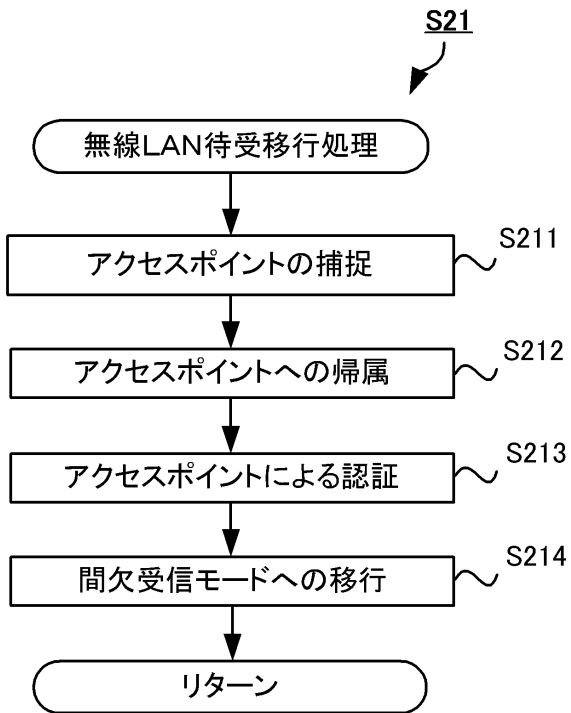 S21
無線LAN待受移行処理
アクセスポイントの捕捉
S211
アクセスポイントへの帰属
S212
アクセスポイントによる認証
S213
間欠受信モードへの移行
S214
リターン